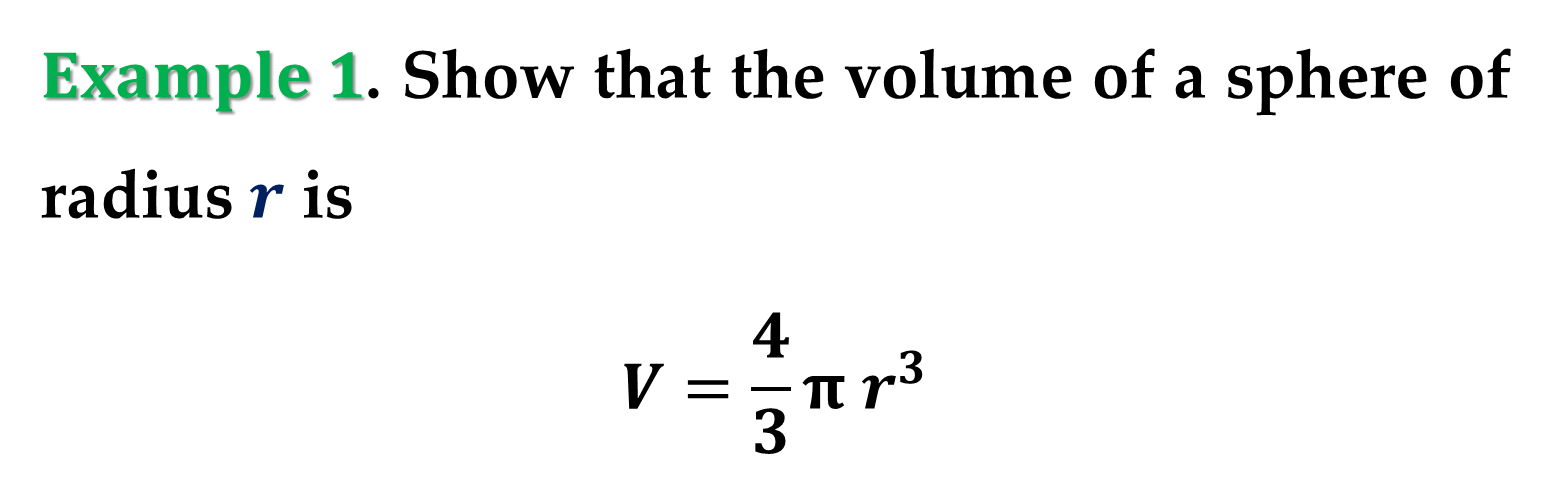 Example 1. Show that the volume of a sphere of
radius r is
V = 4/3 π r³